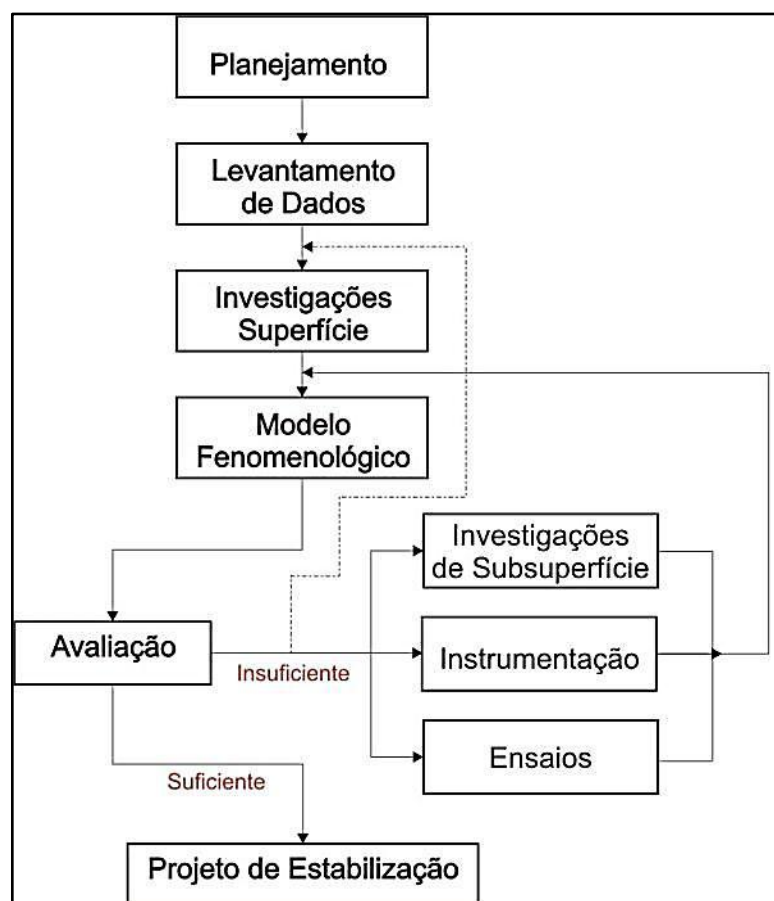 Planejamento
Levantamento
de Dados
Investigações
Superfície
Modelo
Fenomenológico
Investigações
de Subsuperfície
Avaliação
Insuficiente
Instrumentação
Ensaios
Suficiente
Projeto de Estabilização